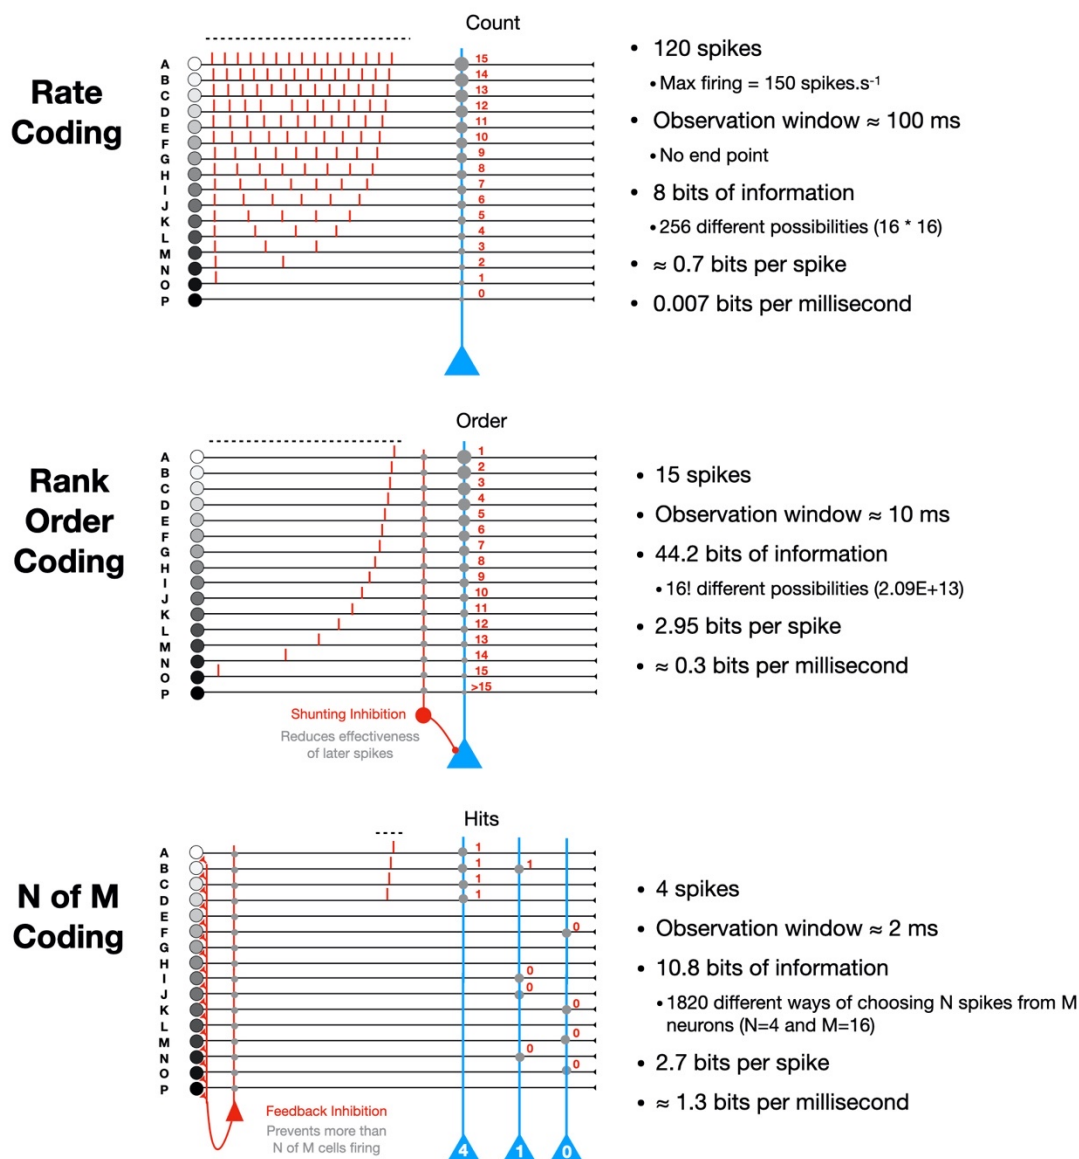 Count
Rate
Coding
A 15
B 14
C 13
D 12
E 11
F 10
G 9
H 8
I 7
J 6
K 5
L 4
M 3
N 2
O 1
P 0
• 120 spikes
• Max firing = 150 spikes.s⁻¹
• Observation window ≈ 100 ms
• No end point
• 8 bits of information
• 256 different possibilities (16 * 16)
• ≈ 0.7 bits per spike
• 0.007 bits per millisecond
Order
Rank
Order
Coding
A 1
B 2
C 3
D 4
E 5
F 6
G 7
H 8
I 9
J 10
K 11
L 12
M 13
N 14
O 15
P >15
Shunting Inhibition
Reduces effectiveness
of later spikes
• 15 spikes
• Observation window ≈ 10 ms
• 44.2 bits of information
• 16! different possibilities (2.09E+13)
• 2.95 bits per spike
• ≈ 0.3 bits per millisecond
Hits
N of M
Coding
A 1
B 1 1
C 1
D 1
E
F 0
G
H
I 0
J 0
K 0
L
M 0
N 0
O 0
P
Feedback Inhibition
Prevents more than
N of M cells firing
4 1 0
• 4 spikes
• Observation window ≈ 2 ms
• 10.8 bits of information
• 1820 different ways of choosing N spikes from M
neurons (N=4 and M=16)
• 2.7 bits per spike
• ≈ 1.3 bits per millisecond